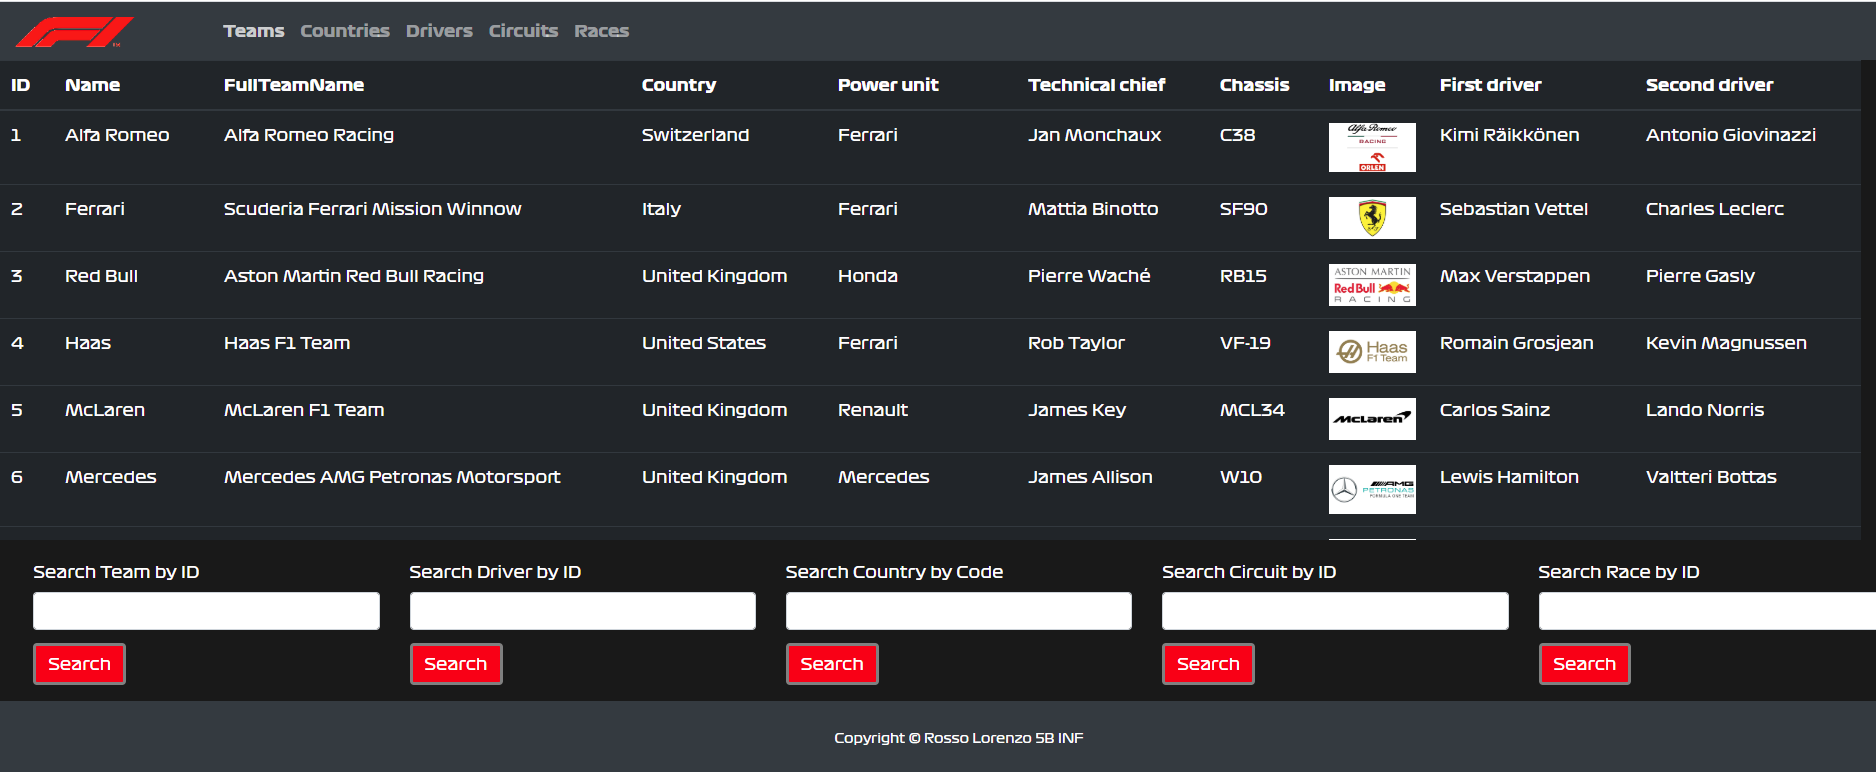 F1
Teams Countries Drivers Circuits Races
ID Name FullTeamName Country Power unit Technical chief Chassis Image First driver Second driver
1 Alfa Romeo Alfa Romeo Racing Switzerland Ferrari Jan Monchaux C38 Alfa Romeo RACING ORLEN Kimi Räikkönen Antonio Giovinazzi
2 Ferrari Scuderia Ferrari Mission Winnow Italy Ferrari Mattia Binotto SF90 Sebastian Vettel Charles Leclerc
3 Red Bull Aston Martin Red Bull Racing United Kingdom Honda Pierre Waché RB15 ASTON MARTIN Red Bull RACING Max Verstappen Pierre Gasly
4 Haas Haas F1 Team United States Ferrari Rob Taylor VF-19 Haas F1 Team Romain Grosjean Kevin Magnussen
5 McLaren McLaren F1 Team United Kingdom Renault James Key MCL34 McLaren Carlos Sainz Lando Norris
6 Mercedes Mercedes AMG Petronas Motorsport United Kingdom Mercedes James Allison W10 AMG PETRONAS FORMULA ONE TEAM Lewis Hamilton Valtteri Bottas
Search Team by ID Search Driver by ID Search Country by Code Search Circuit by ID Search Race by ID
Search Search Search Search Search
Copyright © Rosso Lorenzo 5B INF